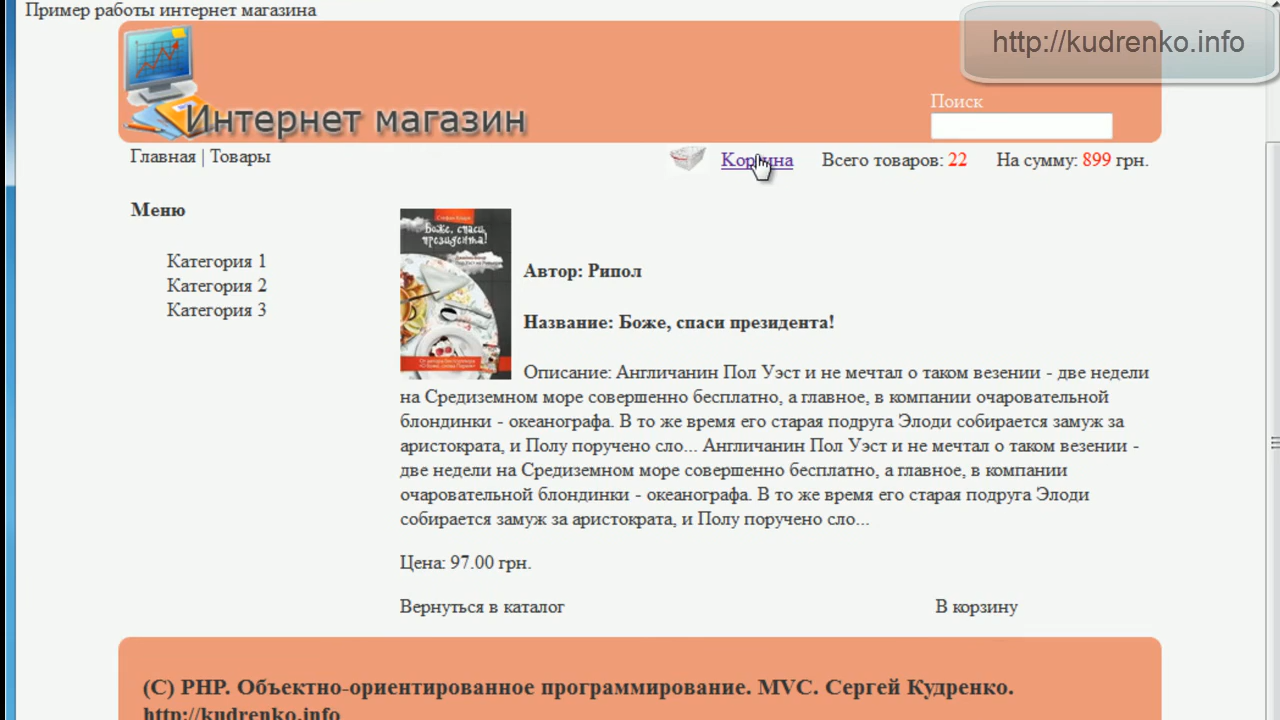 Пример работы интернет магазина
http://kudrenko.info
Поиск
Интернет магазин
Главная | Товары
Корзина Всего товаров: 22 На сумму: 899 грн.
Меню
Категория 1
Категория 2
Категория 3
Боже, спаси
президента!
Автор: Рипол
Название: Боже, спаси президента!
Описание: Англичанин Пол Уэст и не мечтал о таком везении - две недели
на Средиземном море совершенно бесплатно, а главное, в компании очаровательной
блондинки - океанографа. В то же время его старая подруга Элоди собирается замуж за
аристократа, и Полу поручено сло... Англичанин Пол Уэст и не мечтал о таком везении -
две недели на Средиземном море совершенно бесплатно, а главное, в компании
очаровательной блондинки - океанографа. В то же время его старая подруга Элоди
собирается замуж за аристократа, и Полу поручено сло...
Цена: 97.00 грн.
Вернуться в каталог В корзину
(C) PHP. Объектно-ориентированное программирование. MVC. Сергей Кудренко.
http://kudrenko.info